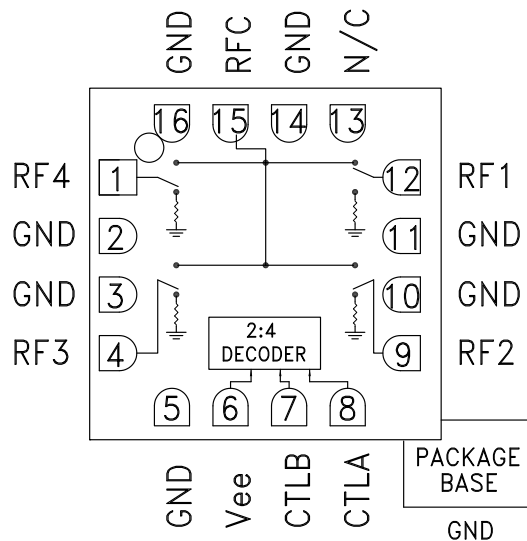 GND
RFC
GND
N/C
16
15
14
13
RF4
1
12
RF1
GND
2
11
GND
GND
3
10
GND
RF3
4
9
RF2
2:4
DECODER
5
6
7
8
GND
Vee
CTLB
CTLA
PACKAGE
BASE
GND